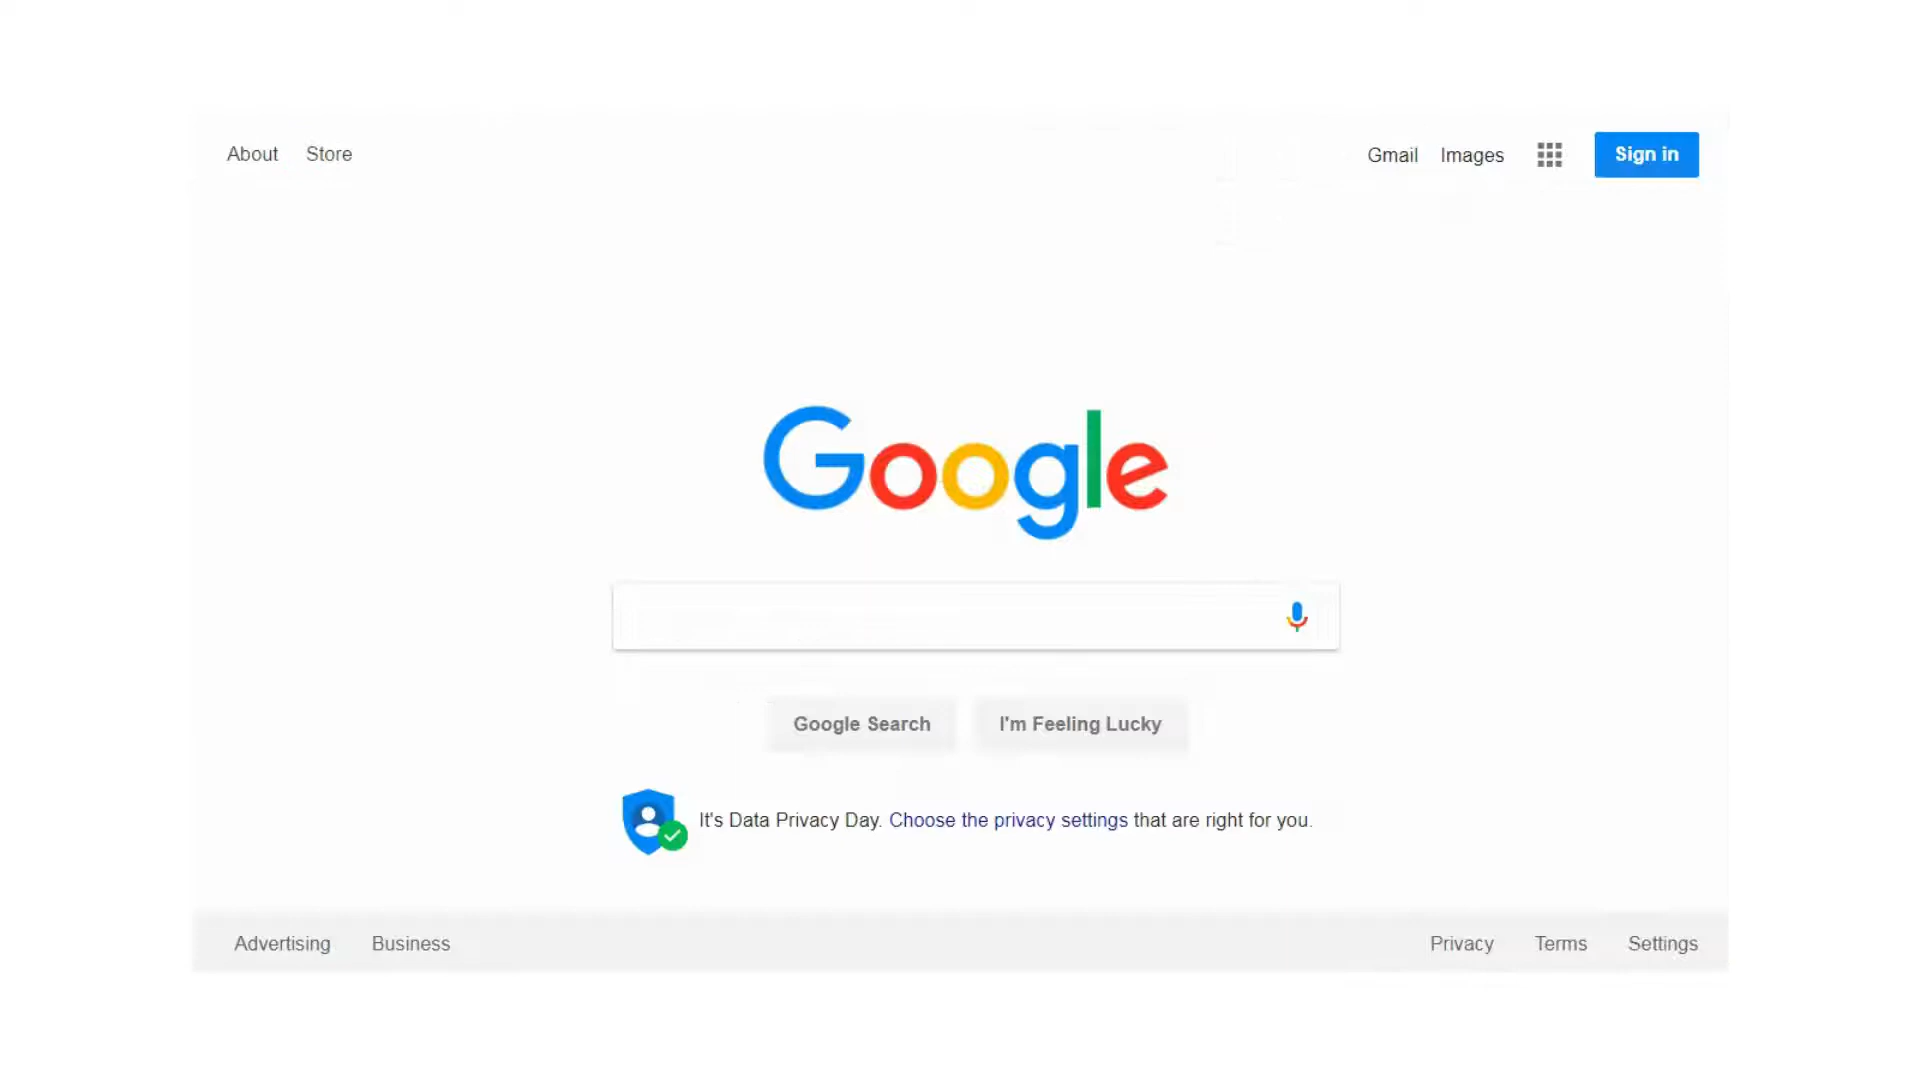 About Store Gmail Images Sign in
Google
Google Search I'm Feeling Lucky
It's Data Privacy Day. Choose the privacy settings that are right for you.
Advertising Business Privacy Terms Settings